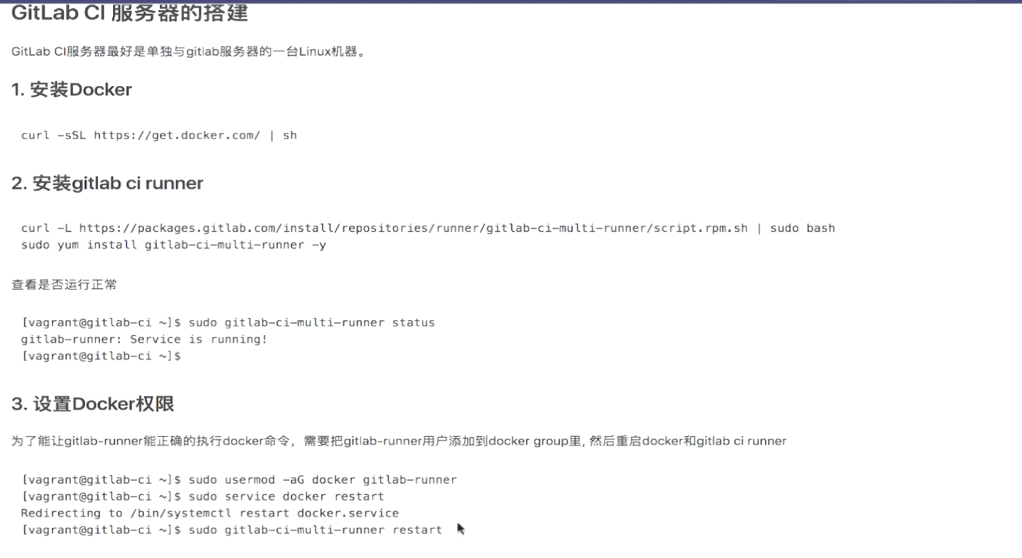 GitLab CI 服务器的搭建
GitLab CI服务器最好是单独与gitlab服务器的一台Linux机器。
1. 安装Docker
curl -sSL https://get.docker.com/ | sh
2. 安装gitlab ci runner
curl -L https://packages.gitlab.com/install/repositories/runner/gitlab-ci-multi-runner/script.rpm.sh | sudo bash
sudo yum install gitlab-ci-multi-runner -y
查看是否运行正常
[vagrant@gitlab-ci ~]$ sudo gitlab-ci-multi-runner status
gitlab-runner: Service is running!
[vagrant@gitlab-ci ~]$
3. 设置Docker权限
为了能让gitlab-runner能正确的执行docker命令，需要把gitlab-runner用户添加到docker group里, 然后重启docker和gitlab ci runner
[vagrant@gitlab-ci ~]$ sudo usermod -aG docker gitlab-runner
[vagrant@gitlab-ci ~]$ sudo service docker restart
Redirecting to /bin/systemctl restart docker.service
[vagrant@gitlab-ci ~]$ sudo gitlab-ci-multi-runner restart